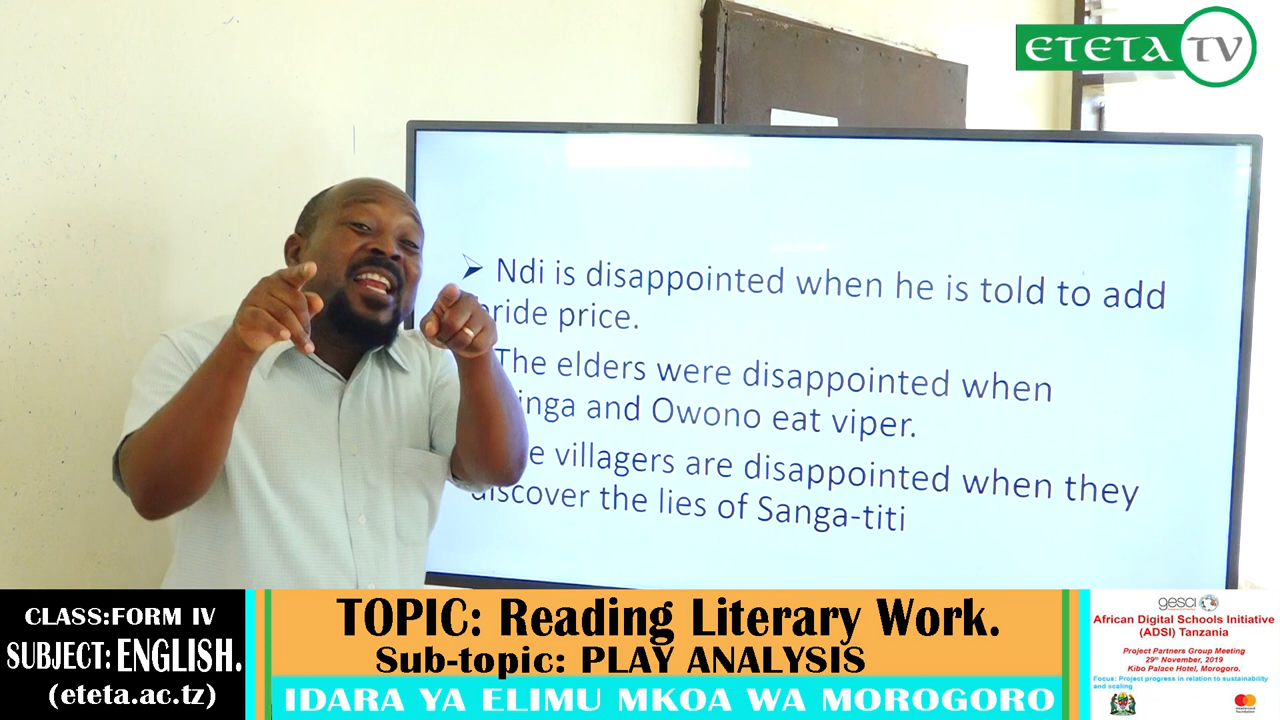 ETETA TV
➤ Ndi is disappointed when he is told to add
bride price.
The elders were disappointed when
inga and Owono eat viper.
e villagers are disappointed when they
discover the lies of Sanga-titi
CLASS:FORM IV
SUBJECT: ENGLISH.
(eteta.ac.tz)
TOPIC: Reading Literary Work.
Sub-topic: PLAY ANALYSIS
IDARA YA ELIMU MKOA WA MOROGORO
gesci
African Digital Schools Initiative
(ADSI) Tanzania
Project Partners Group Meeting
29th November, 2019
Kibo Palace Hotel, Morogoro.
Focus: Project progress in relation to sustainability
and scaling
mastercard
foundation